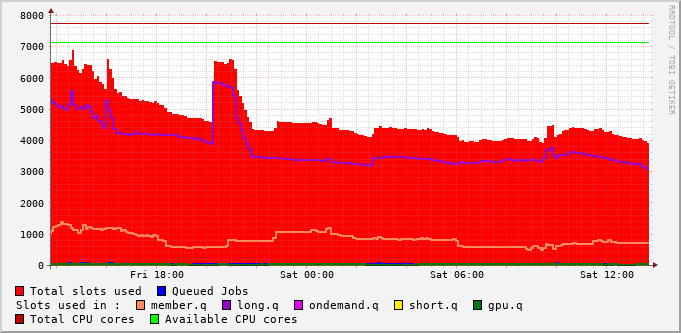 RRDTOOL / TOBI OETIKER
8000
7000
6000
5000
4000
3000
2000
1000
0
Fri 18:00 Sat 00:00 Sat 06:00 Sat 12:00
Total slots used Queued Jobs
Slots used in : member.q long.q ondemand.q short.q gpu.q
Total CPU cores Available CPU cores